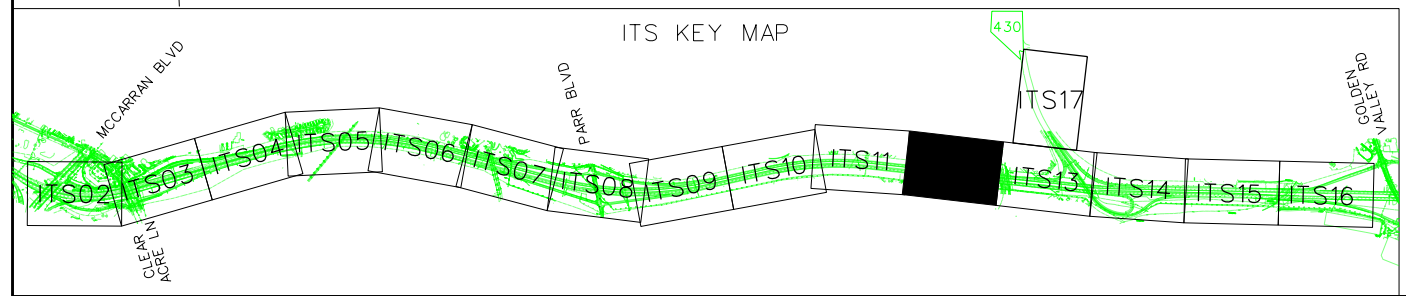 ITS KEY MAP
430
MCCARRAN BLVD
PARR BLVD
GOLDEN
VALLEY RD
ITS17
ITS02
ITS03
ITS04
ITS05
ITS06
ITS07
ITS08
ITS09
ITS10
ITS11
ITS13
ITS14
ITS15
ITS16
CLEAR
ACRE LN